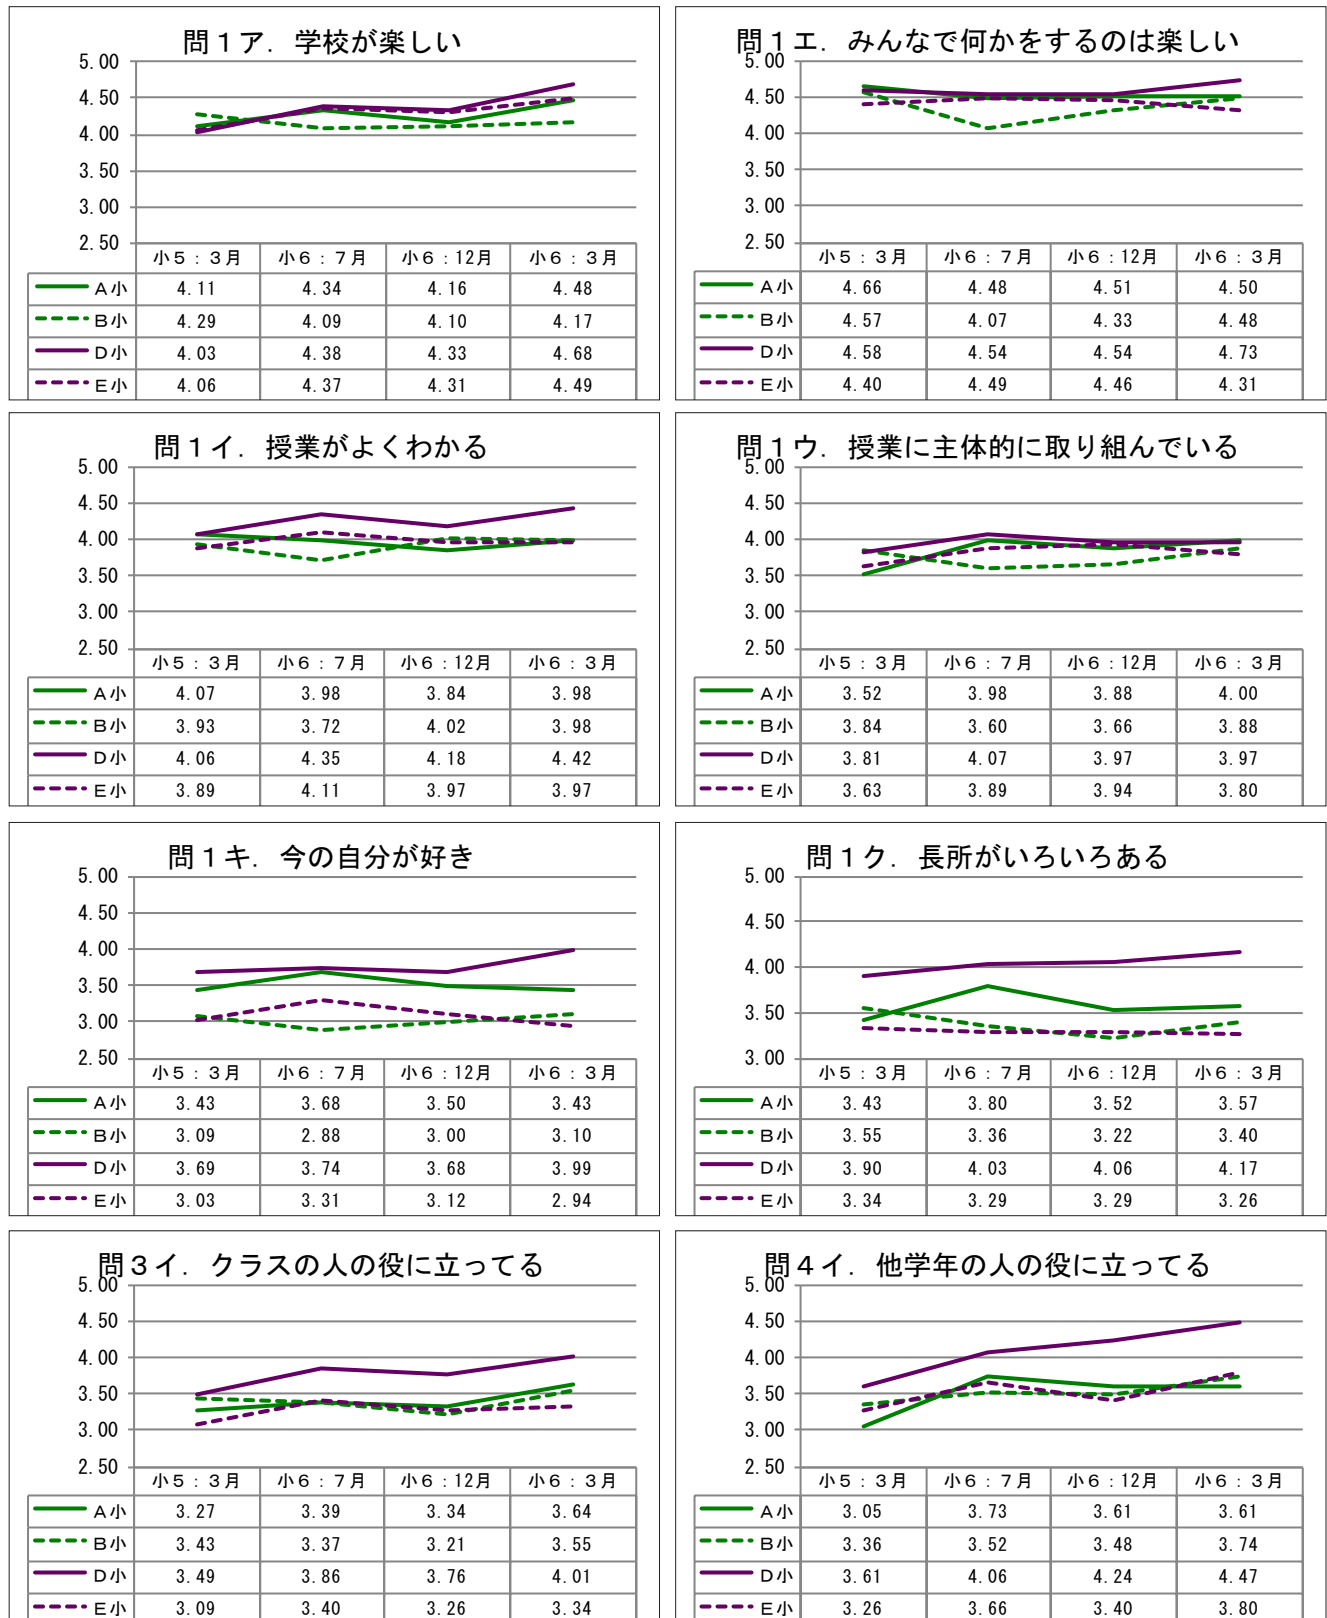 問１ア．学校が楽しい
5.00
4.50
4.00
3.50
3.00
2.50
小５：３月 小６：７月 小６：12月 小６：３月
Ａ小 4.11 4.34 4.16 4.48
Ｂ小 4.29 4.09 4.10 4.17
Ｄ小 4.03 4.38 4.33 4.68
Ｅ小 4.06 4.37 4.31 4.49
問１エ．みんなで何かをするのは楽しい
5.00
4.50
4.00
3.50
3.00
2.50
小５：３月 小６：７月 小６：12月 小６：３月
Ａ小 4.66 4.48 4.51 4.50
Ｂ小 4.57 4.07 4.33 4.48
Ｄ小 4.58 4.54 4.54 4.73
Ｅ小 4.40 4.49 4.46 4.31
問１イ．授業がよくわかる
5.00
4.50
4.00
3.50
3.00
2.50
小５：３月 小６：７月 小６：12月 小６：３月
Ａ小 4.07 3.98 3.84 3.98
Ｂ小 3.93 3.72 4.02 3.98
Ｄ小 4.06 4.35 4.18 4.42
Ｅ小 3.89 4.11 3.97 3.97
問１ウ．授業に主体的に取り組んでいる
5.00
4.50
4.00
3.50
3.00
2.50
小５：３月 小６：７月 小６：12月 小６：３月
Ａ小 3.52 3.98 3.88 4.00
Ｂ小 3.84 3.60 3.66 3.88
Ｄ小 3.81 4.07 3.97 3.97
Ｅ小 3.63 3.89 3.94 3.80
問１キ．今の自分が好き
5.00
4.50
4.00
3.50
3.00
2.50
小５：３月 小６：７月 小６：12月 小６：３月
Ａ小 3.43 3.68 3.50 3.43
Ｂ小 3.09 2.88 3.00 3.10
Ｄ小 3.69 3.74 3.68 3.99
Ｅ小 3.03 3.31 3.12 2.94
問１ク．長所がいろいろある
5.00
4.50
4.00
3.50
3.00
小５：３月 小６：７月 小６：12月 小６：３月
Ａ小 3.43 3.80 3.52 3.57
Ｂ小 3.55 3.36 3.22 3.40
Ｄ小 3.90 4.03 4.06 4.17
Ｅ小 3.34 3.29 3.29 3.26
問３イ．クラスの人の役に立ってる
5.00
4.50
4.00
3.50
3.00
2.50
小５：３月 小６：７月 小６：12月 小６：３月
Ａ小 3.27 3.39 3.34 3.64
Ｂ小 3.43 3.37 3.21 3.55
Ｄ小 3.49 3.86 3.76 4.01
Ｅ小 3.09 3.40 3.26 3.34
問４イ．他学年の人の役に立ってる
5.00
4.50
4.00
3.50
3.00
2.50
小５：３月 小６：７月 小６：12月 小６：３月
Ａ小 3.05 3.73 3.61 3.61
Ｂ小 3.36 3.52 3.48 3.74
Ｄ小 3.61 4.06 4.24 4.47
Ｅ小 3.26 3.66 3.40 3.80